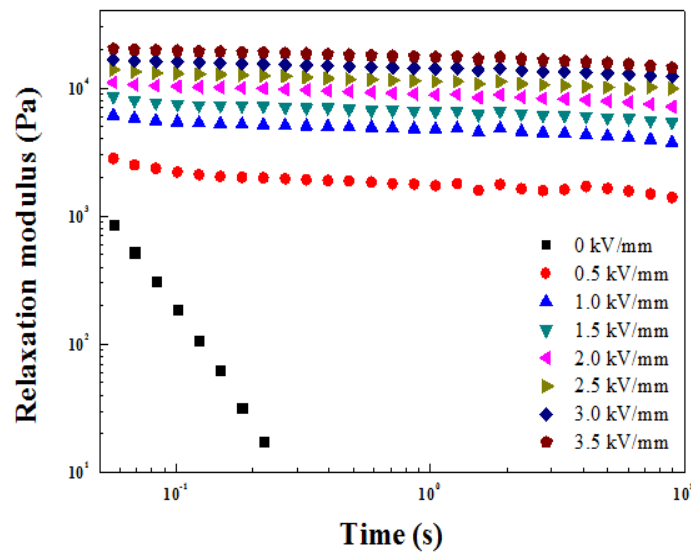 Relaxation modulus (Pa)
10⁴
10³
10²
10¹
0 kV/mm
0.5 kV/mm
1.0 kV/mm
1.5 kV/mm
2.0 kV/mm
2.5 kV/mm
3.0 kV/mm
3.5 kV/mm
10⁻¹
10⁰
Time (s)